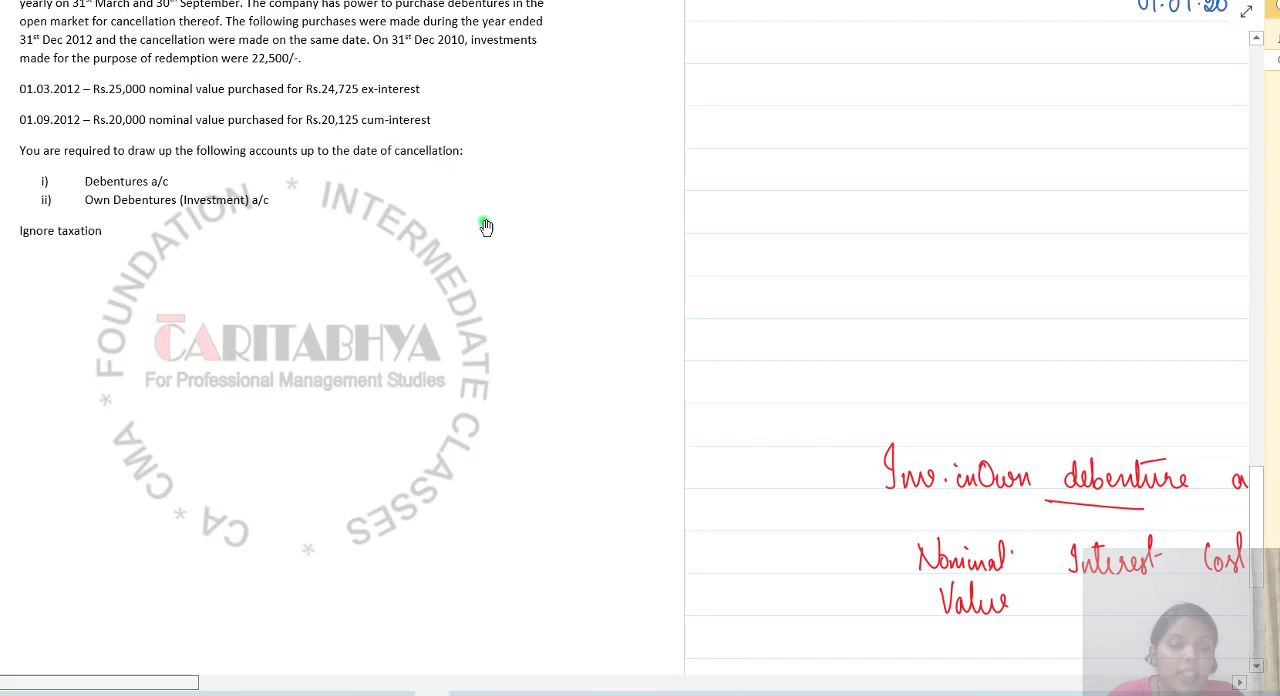 yearly on 31st March and 30th September. The company has power to purchase debentures in the
open market for cancellation thereof. The following purchases were made during the year ended
31st Dec 2012 and the cancellation were made on the same date. On 31st Dec 2010, investments
made for the purpose of redemption were 22,500/-.
01.03.2012 – Rs.25,000 nominal value purchased for Rs.24,725 ex-interest
01.09.2012 – Rs.20,000 nominal value purchased for Rs.20,125 cum-interest
You are required to draw up the following accounts up to the date of cancellation:
i) Debentures a/c
ii) Own Debentures (Investment) a/c
Ignore taxation
CA * CMA * FOUNDATION * INTERMEDIATE CLASSES *
CARITABHYA
For Professional Management Studies
01.01.20
Inv. in Own debenture a
Nominal Interest Cost
Value